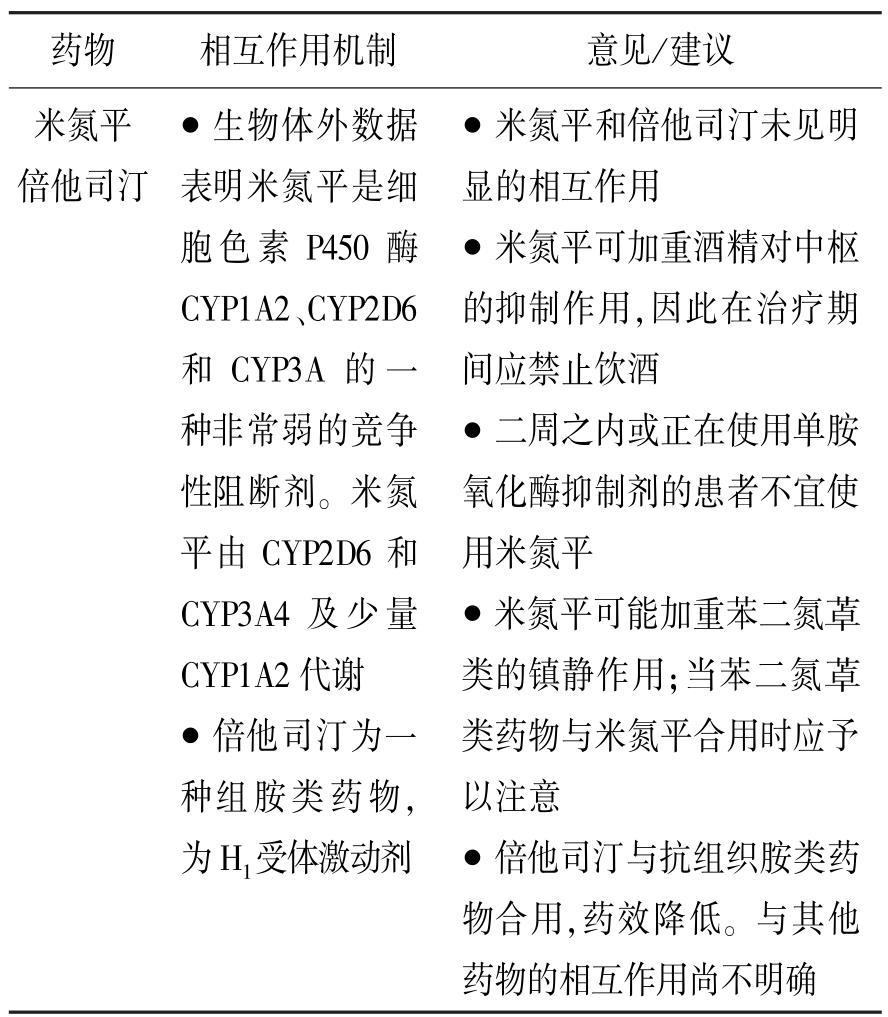 药物 相互作用机制 意见/建议
米氮平
倍他司汀
● 生物体外数据
表明米氮平是细
胞色素 P450 酶
CYP1A2、CYP2D6
和 CYP3A 的一
种非常弱的竞争
性阻断剂。米氮
平由 CYP2D6 和
CYP3A4 及少量
CYP1A2 代谢
● 倍他司汀为一
种组胺类药物,
为 H₁受体激动剂
● 米氮平和倍他司汀未见明
显的相互作用
● 米氮平可加重酒精对中枢
的抑制作用,因此在治疗期
间应禁止饮酒
● 二周之内或正在使用单胺
氧化酶抑制剂的患者不宜使
用米氮平
● 米氮平可能加重苯二氮䓬
类的镇静作用;当苯二氮䓬
类药物与米氮平合用时应予
以注意
● 倍他司汀与抗组织胺类药
物合用,药效降低。与其他
药物的相互作用尚不明确